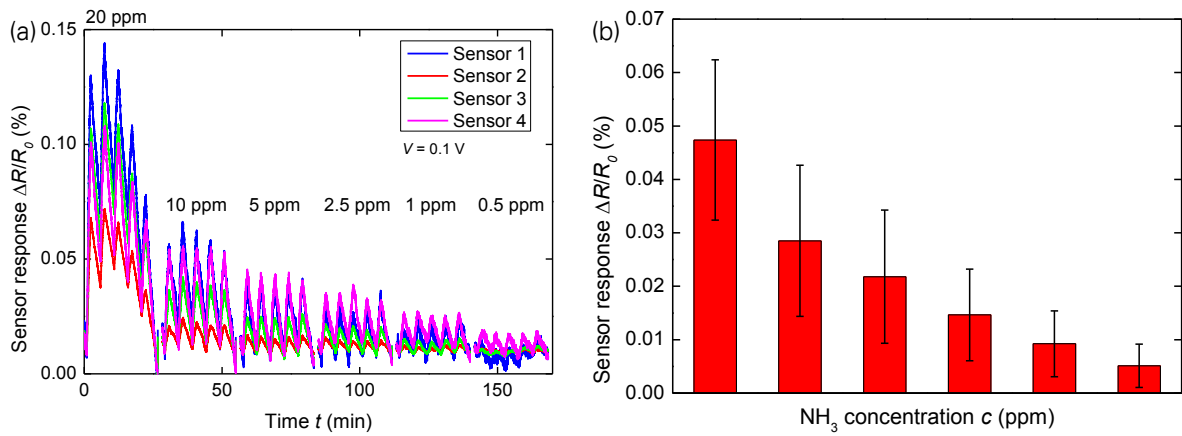 (a)
20 ppm
0.15
0.10
0.05
0.00
Sensor response ΔR/R₀ (%)
Sensor 1
Sensor 2
Sensor 3
Sensor 4
V = 0.1 V
10 ppm 5 ppm 2.5 ppm 1 ppm 0.5 ppm
0 50 100 150
Time t (min)
(b)
0.07
0.06
0.05
0.04
0.03
0.02
0.01
0.00
Sensor response ΔR/R₀ (%)
NH₃ concentration c (ppm)